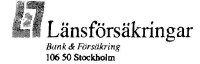 Länsförsäkringar
Bank & Försäkring
106 50 Stockholm